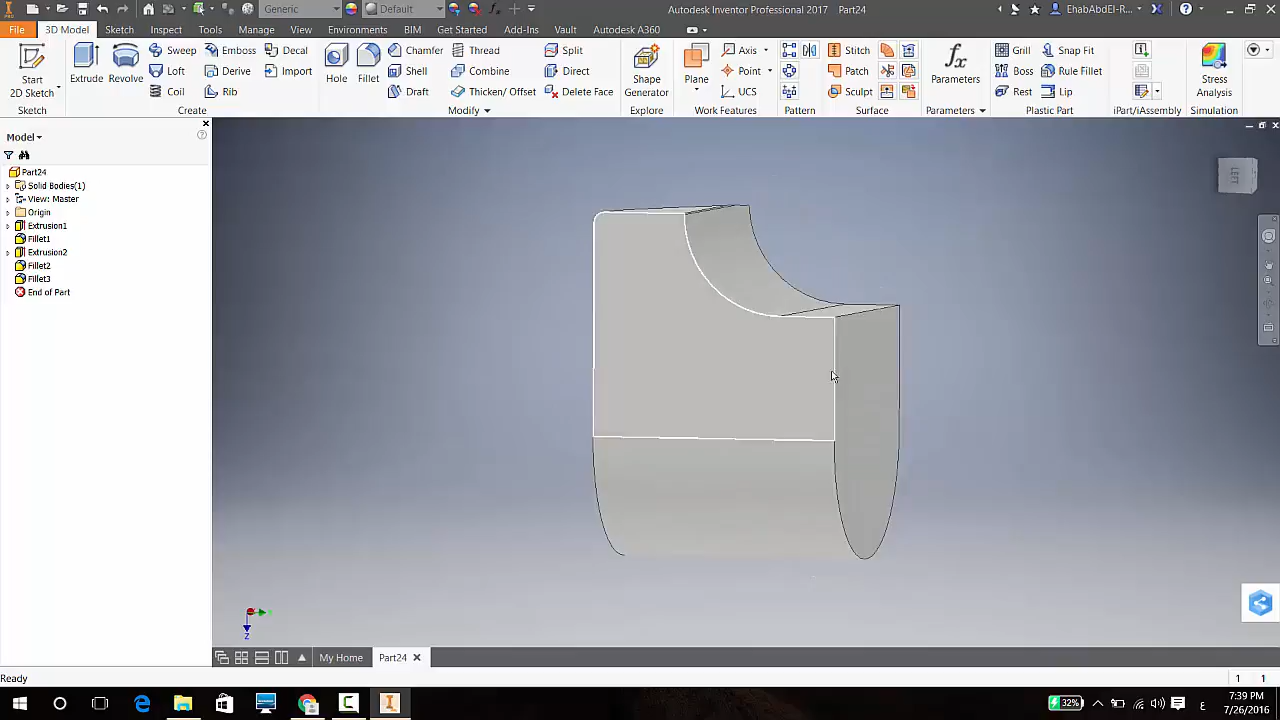 Generic Default Autodesk Inventor Professional 2017 Part24 EhabAbdEl-R...
File 3D Model Sketch Inspect Tools Manage View Environments BIM Get Started Add-Ins Vault Autodesk A360
Start 2D Sketch Extrude Revolve Sweep Emboss Decal Hole Fillet Chamfer Thread Split Shape Generator Plane Axis Stitch Parameters Grill Snap Fit Stress Analysis
Loft Derive Import Shell Combine Direct Point Patch Boss Rule Fillet
Coil Rib Draft Thicken/ Offset Delete Face UCS Sculpt Rest Lip
Sketch Create Modify Explore Work Features Pattern Surface Parameters Plastic Part iPart/iAssembly Simulation
Model
Part24
Solid Bodies(1)
View: Master
Origin
Extrusion1
Fillet1
Extrusion2
Fillet2
Fillet3
End of Part
LEFT
Z
My Home Part24
Ready 1 1
32% 7:39 PM
7/26/2016